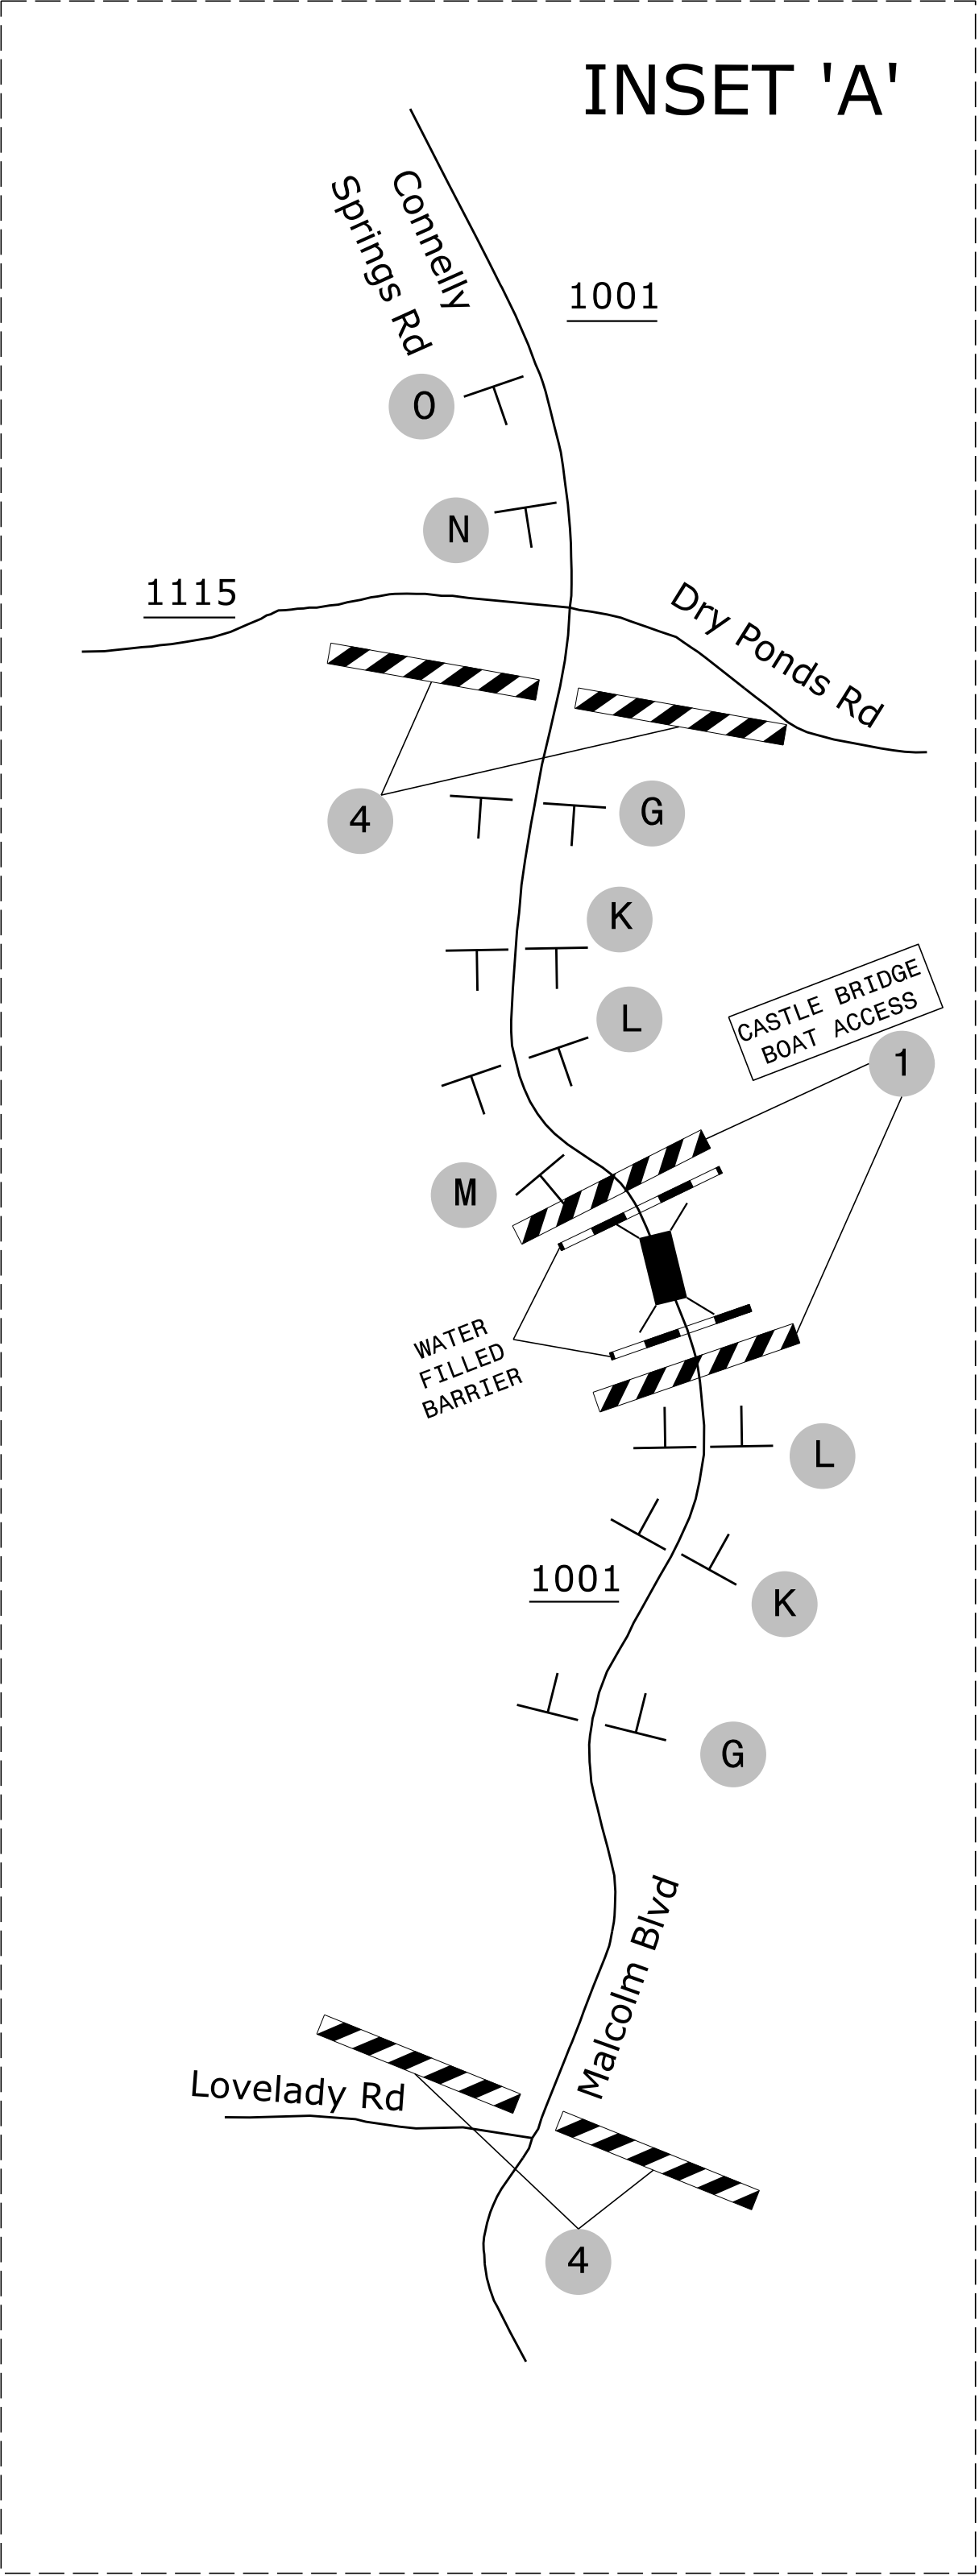 INSET 'A'
Connelly
Springs Rd
1001
O
N
1115
Dry Ponds Rd
4
G
K
L
CASTLE BRIDGE
BOAT ACCESS
1
M
WATER
FILLED
BARRIER
L
K
1001
G
Malcolm Blvd
Lovelady Rd
4